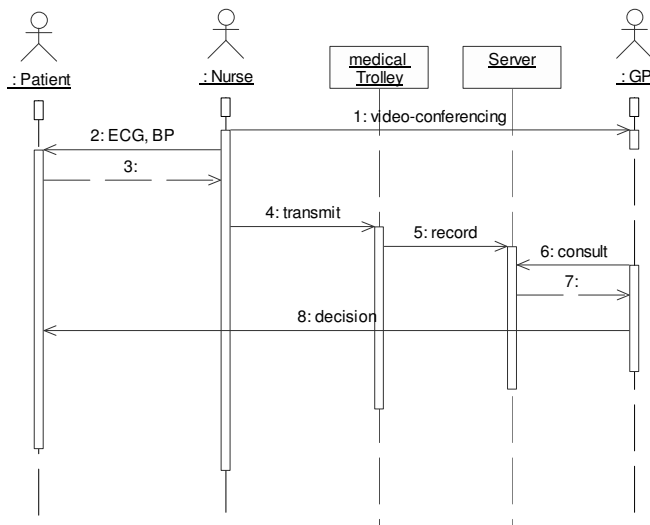 : Patient
: Nurse
medical
Trolley
Server
: GP
1: video-conferencing
2: ECG, BP
3:
4: transmit
5: record
6: consult
7:
8: decision